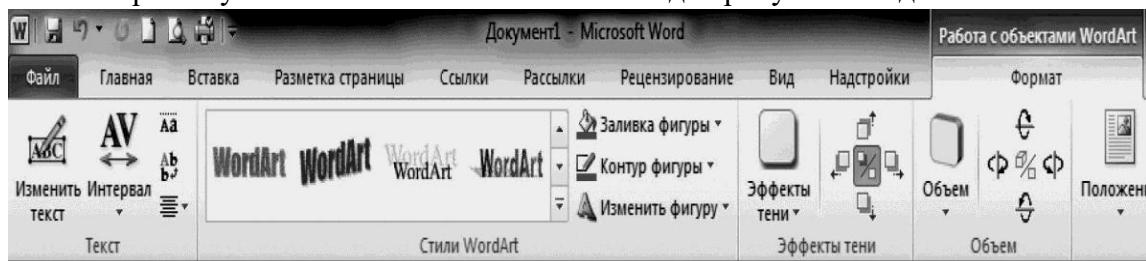 Документ1 - Microsoft Word
Работа с объектами WordArt
Файл Главная Вставка Разметка страницы Ссылки Рассылки Рецензирование Вид Надстройки Формат
Изменить текст
Интервал
WordArt WordArt WordArt WordArt
Заливка фигуры
Контур фигуры
Изменить фигуру
Эффекты тени
Объем
Положени
Текст Стили WordArt Эффекты тени Объем